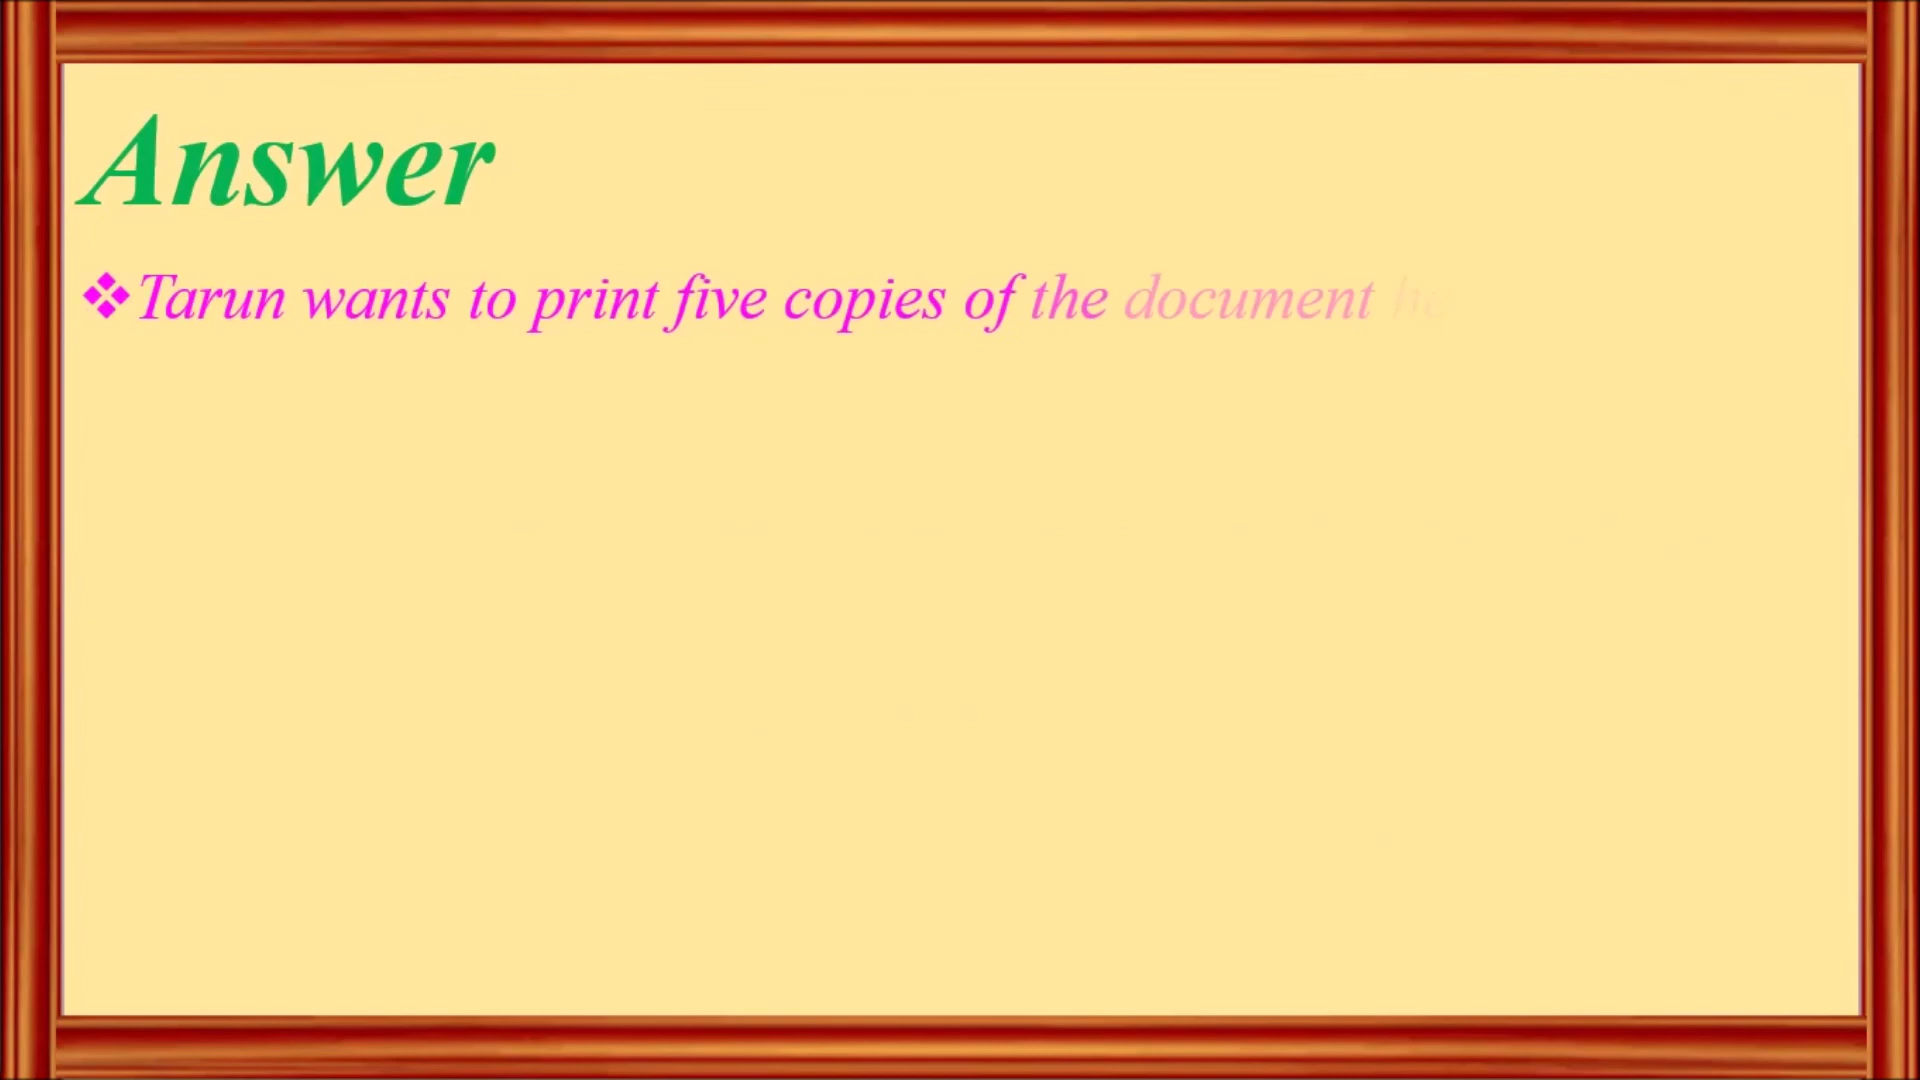 Answer
❖Tarun wants to print five copies of the document